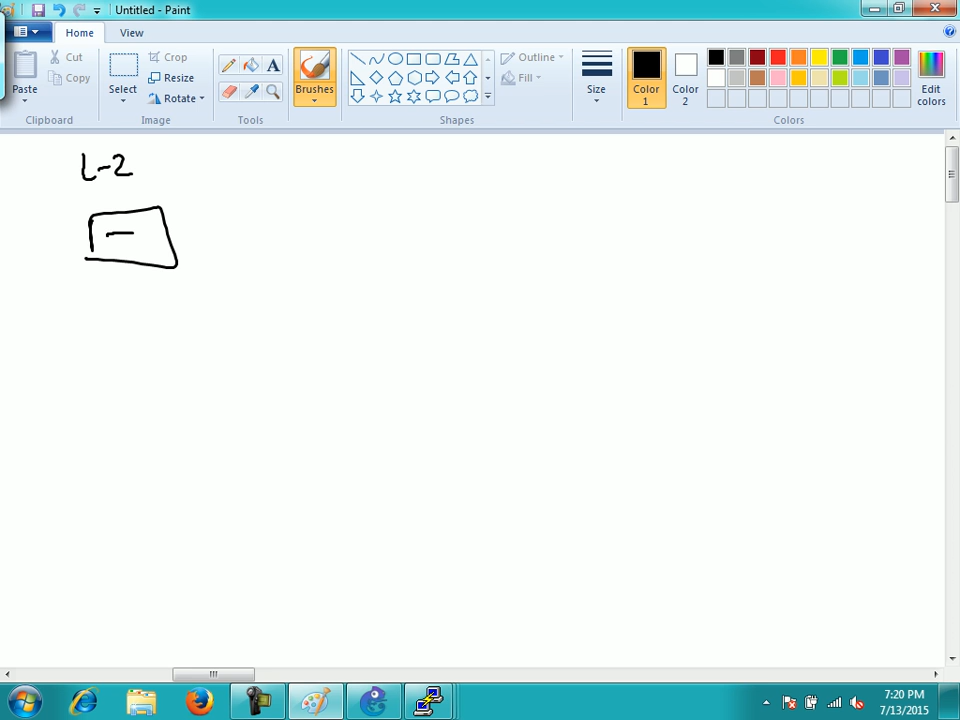 Untitled - Paint
Home View
Paste
Cut
Copy
Clipboard
Select
Crop
Resize
Rotate
Image
Tools
Brushes
Shapes
Outline
Fill
Size
Color 1
Color 2
Edit colors
Colors
L-2
7:20 PM
7/13/2015